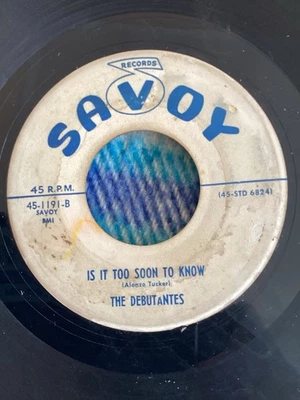 RECORDS
SAVOY
45 R.P.M.
45-1191-B
SAVOY
BMI
(45-STD 6824)
IS IT TOO SOON TO KNOW
(Alonzo Tucker)
THE DEBUTANTES